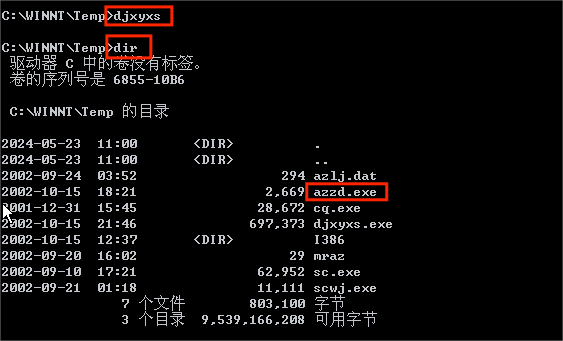 C:\WINNT\Temp>djxyxs
C:\WINNT\Temp>dir
驱动器 C 中的卷没有标签。
卷的序列号是 6855-10B6
C:\WINNT\Temp 的目录
2024-05-23 11:00 <DIR> .
2024-05-23 11:00 <DIR> ..
2002-09-24 03:52 294 azlj.dat
2002-10-15 18:21 2,669 azzd.exe
2001-12-31 15:45 28,672 cq.exe
2002-10-15 21:46 697,373 djxyxs.exe
2002-10-15 12:37 <DIR> I386
2002-09-20 16:02 29 mraz
2002-09-10 17:21 62,952 sc.exe
2002-09-21 01:18 11,111 scwj.exe
7 个文件 803,100 字节
3 个目录 9,539,166,208 可用字节